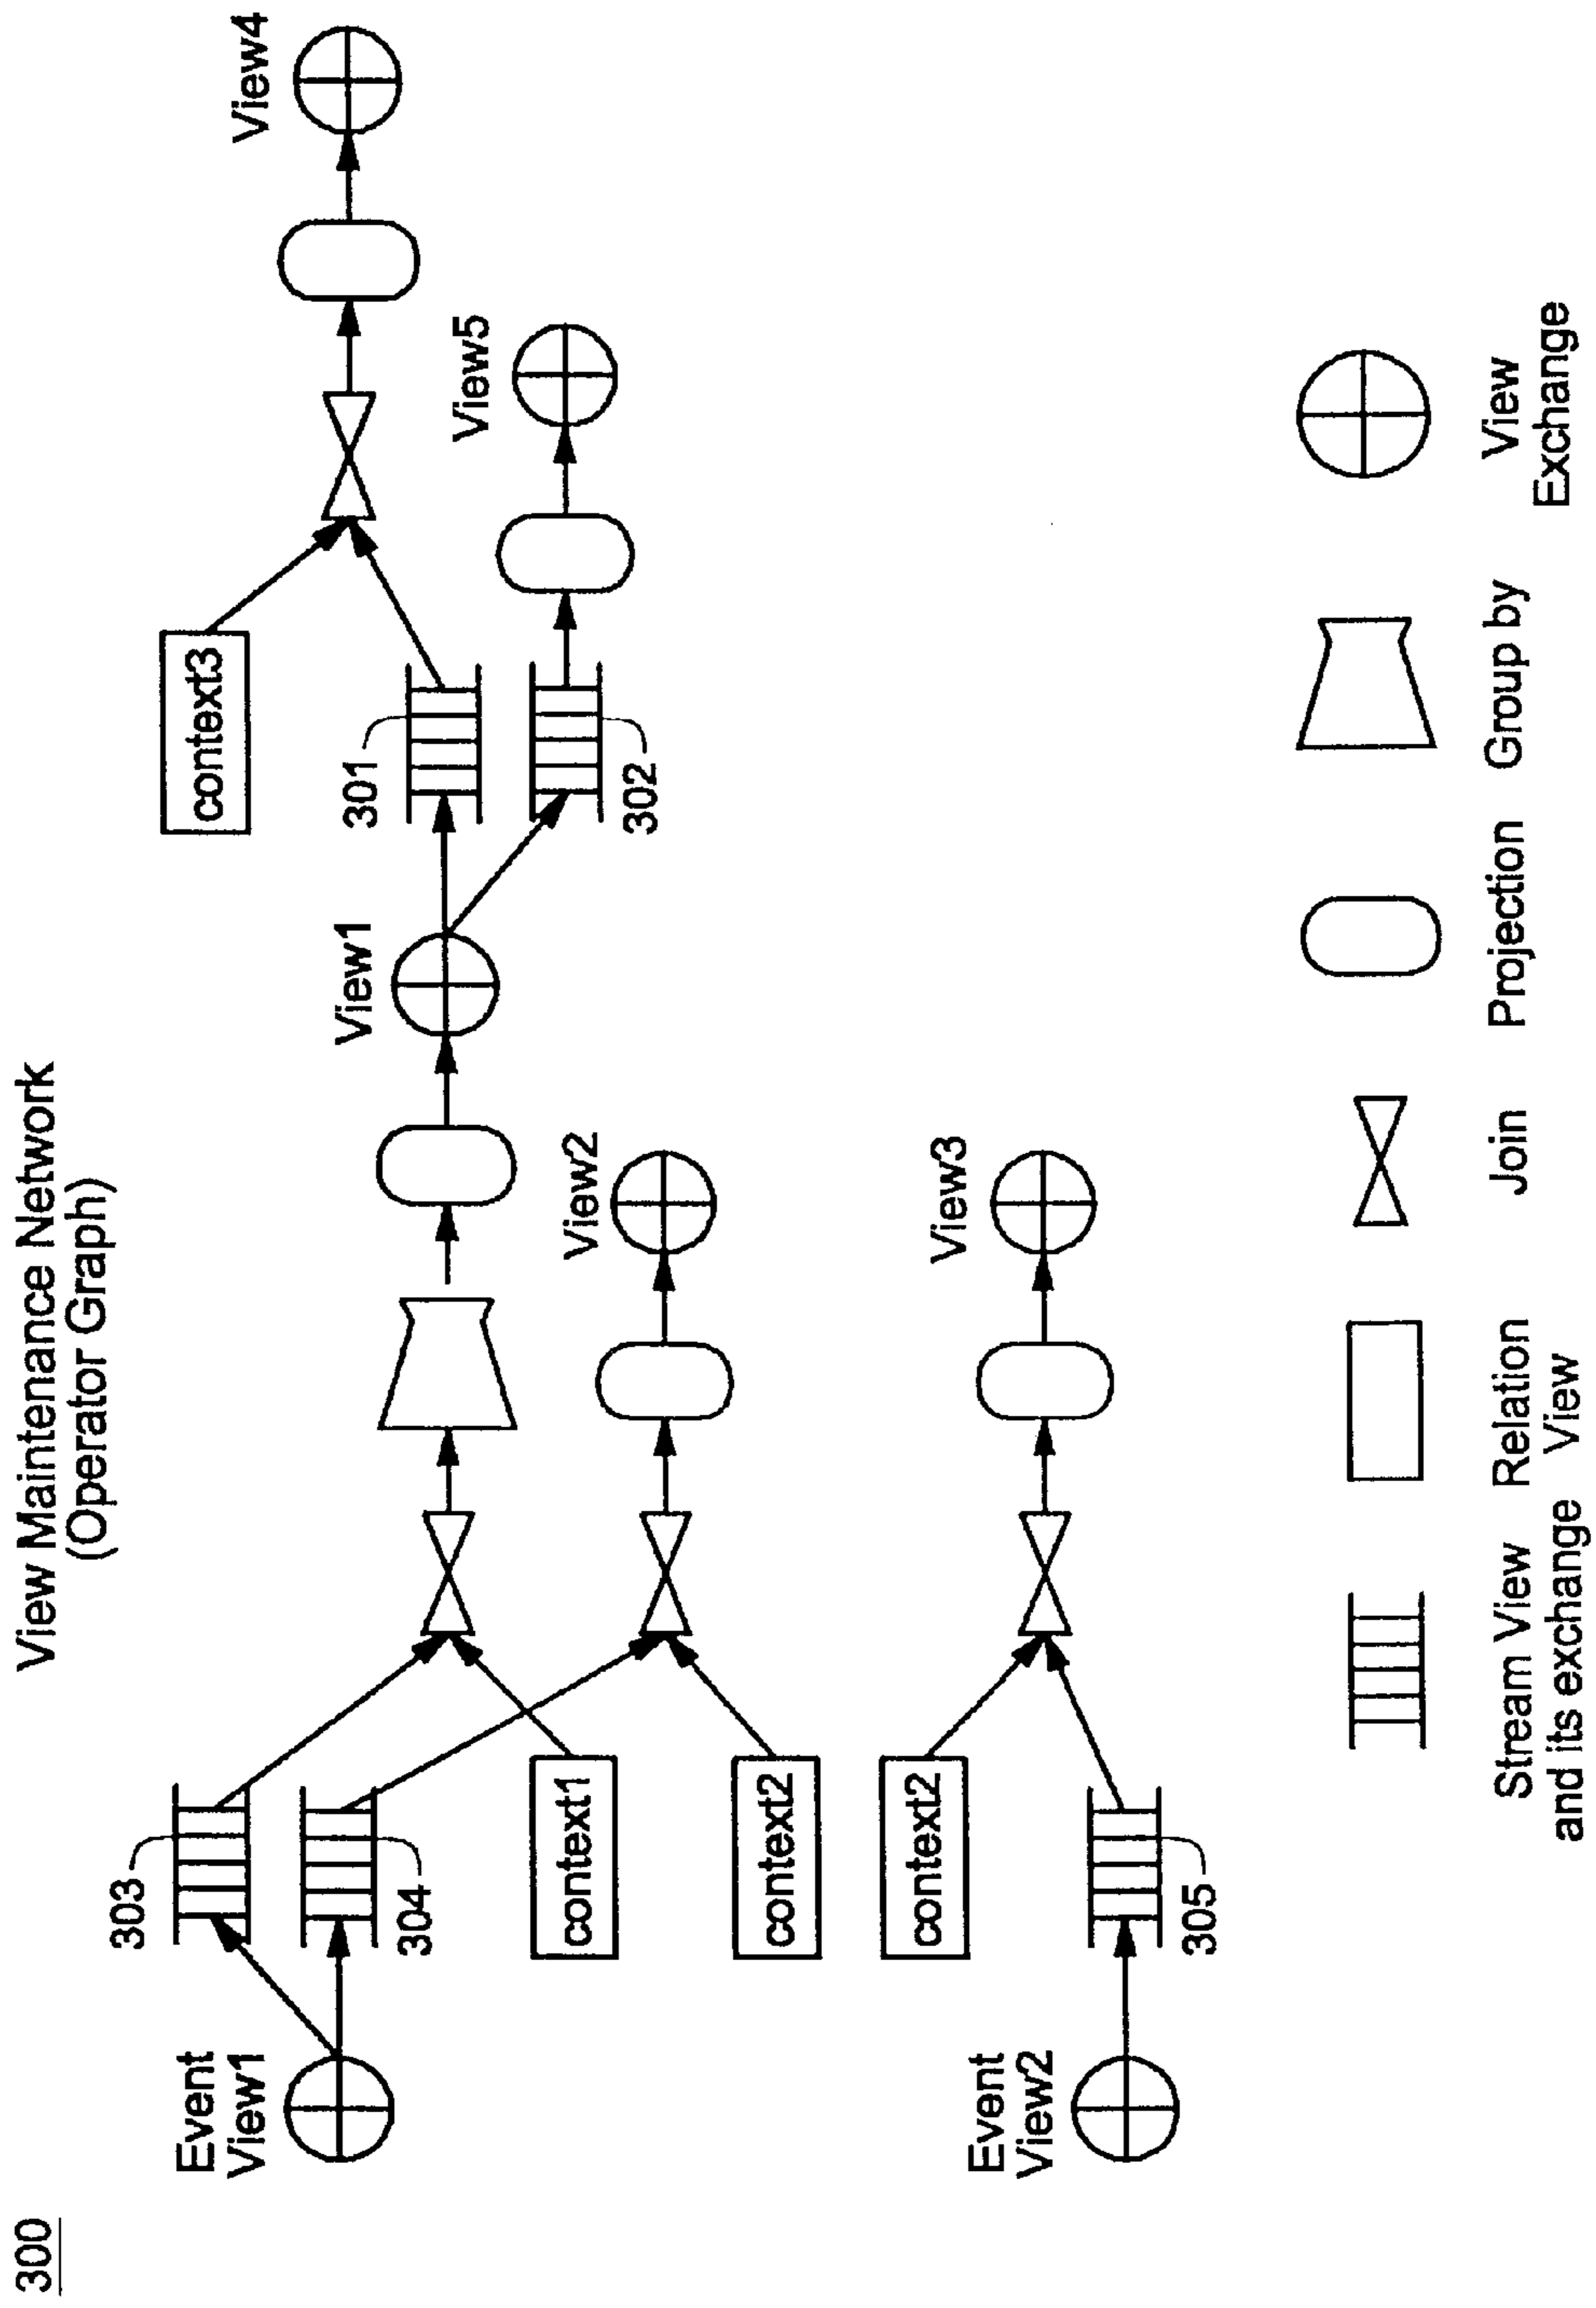 300
View Maintenance Network
(Operator Graph)
Event
View1
303
304
context1
context2
View1
View2
context3
301
302
View4
View5
Event
View2
context2
305
View3
Stream View
and its exchange
Relation
View
Join
Projection
Group by
View
Exchange